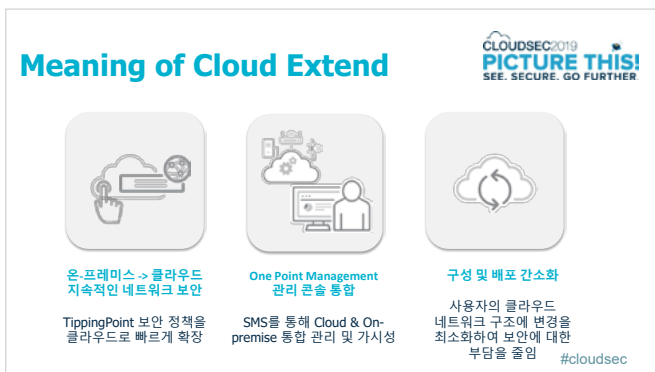 Meaning of Cloud Extend
CLOUDSEC2019
PICTURE THIS!
SEE. SECURE. GO FURTHER.
온-프레미스 -> 클라우드
지속적인 네트워크 보안
TippingPoint 보안 정책을
클라우드로 빠르게 확장
One Point Management
관리 콘솔 통합
SMS를 통해 Cloud & On-
premise 통합 관리 및 가시성
구성 및 배포 간소화
사용자의 클라우드
네트워크 구조에 변경을
최소화하여 보안에 대한
부담을 줄임
#cloudsec